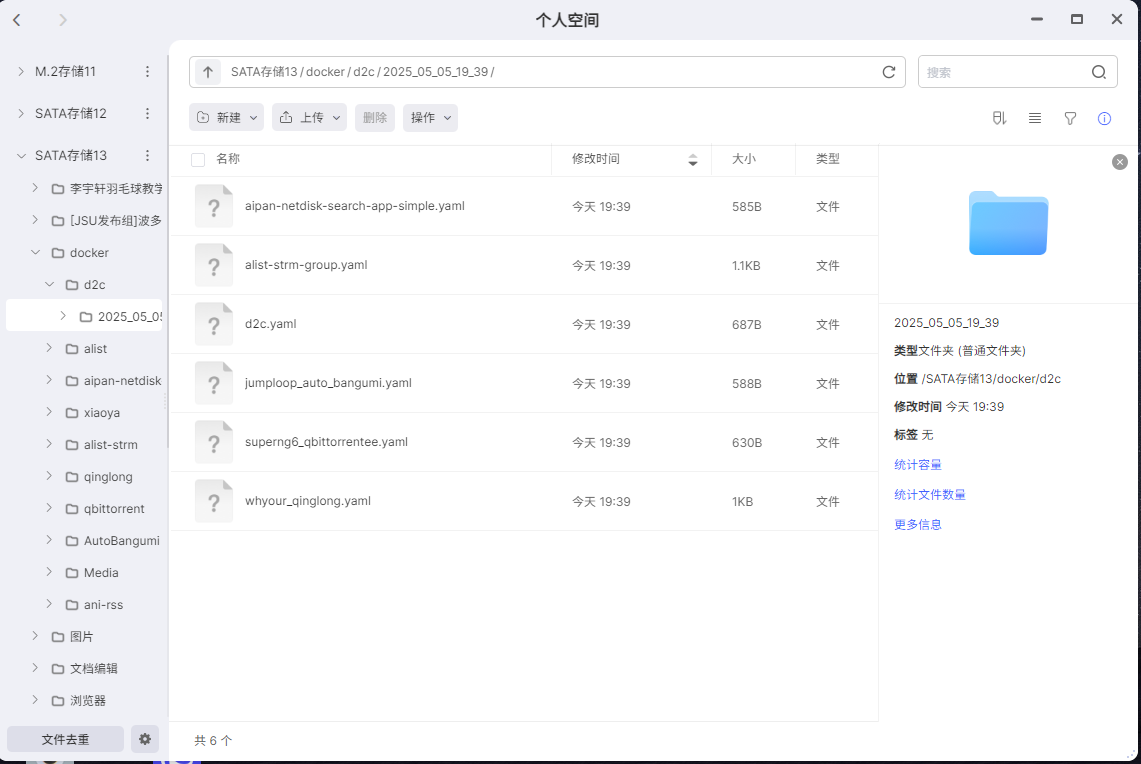 个人空间
M.2存储11
SATA存储12
SATA存储13
李宇轩羽毛球教学
[JSU发布组]波多
docker
d2c
2025_05_05
alist
aipan-netdisk
xiaoya
alist-strm
qinglong
qbittorrent
AutoBangumi
Media
ani-rss
图片
文档编辑
浏览器
文件去重
SATA存储13 / docker / d2c / 2025_05_05_19_39 /
搜索
新建 上传 删除 操作
名称 修改时间 大小 类型
aipan-netdisk-search-app-simple.yaml 今天 19:39 585B 文件
alist-strm-group.yaml 今天 19:39 1.1KB 文件
d2c.yaml 今天 19:39 687B 文件
jumploop_auto_bangumi.yaml 今天 19:39 588B 文件
superng6_qbittorrentee.yaml 今天 19:39 630B 文件
whyour_qinglong.yaml 今天 19:39 1KB 文件
共 6 个
2025_05_05_19_39
类型文件夹 (普通文件夹)
位置 /SATA存储13/docker/d2c
修改时间 今天 19:39
标签 无
统计容量
统计文件数量
更多信息